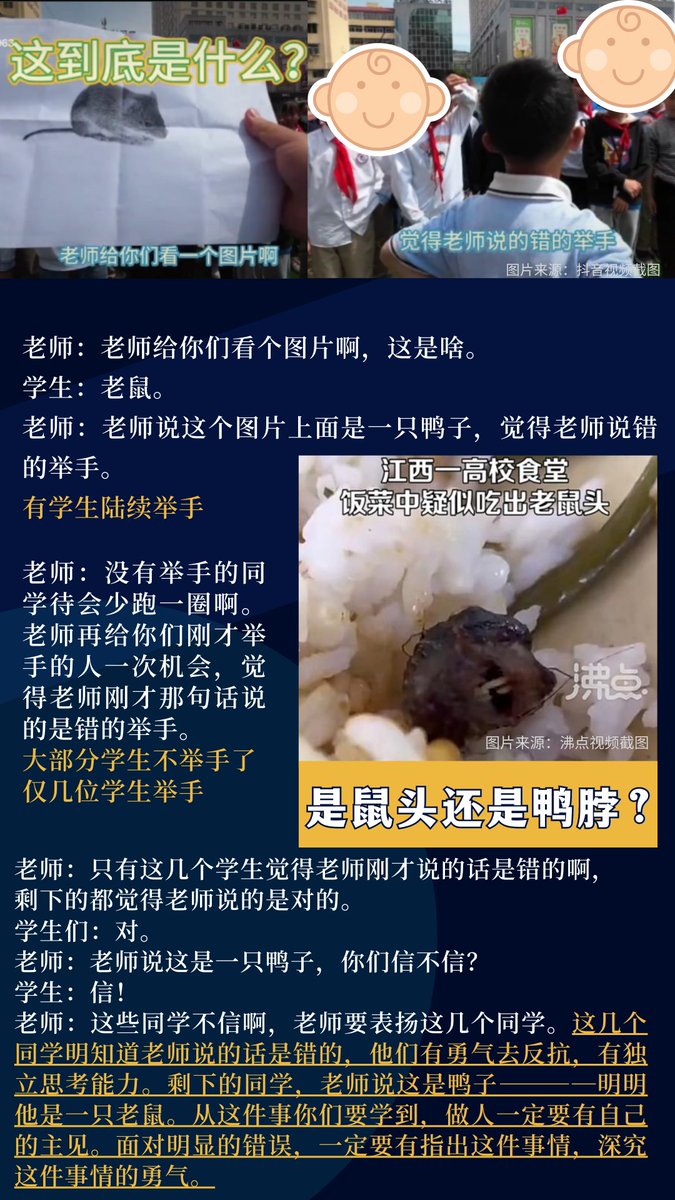 963
这到底是什么？
老师给你们看一个图片啊
觉得老师说的错的举手
图片来源：抖音视频截图
老师：老师给你们看个图片啊，这是啥。
学生：老鼠。
老师：老师说这个图片上面是一只鸭子，觉得老师说错
的举手。
有学生陆续举手
江西一高校食堂
饭菜中疑似吃出老鼠头
老师：没有举手的同
学待会少跑一圈啊。
老师再给你们刚才举
手的人一次机会，觉
得老师刚才那句话说
的是错的举手。
大部分学生不举手了
仅几位学生举手
沸点
图片来源：沸点视频截图
是鼠头还是鸭脖？
老师：只有这几个学生觉得老师刚才说的话是错的啊，
剩下的都觉得老师说的是对的。
学生们：对。
老师：老师说这是一只鸭子，你们信不信？
学生：信！
老师：这些同学不信啊，老师要表扬这几个同学。这几个
同学明知道老师说的话是错的，他们有勇气去反抗，有独
立思考能力。剩下的同学，老师说这是鸭子————明明
他是一只老鼠。从这件事你们要学到，做人一定要有自己
的主见。面对明显的错误，一定要有指出这件事情，深究
这件事情的勇气。